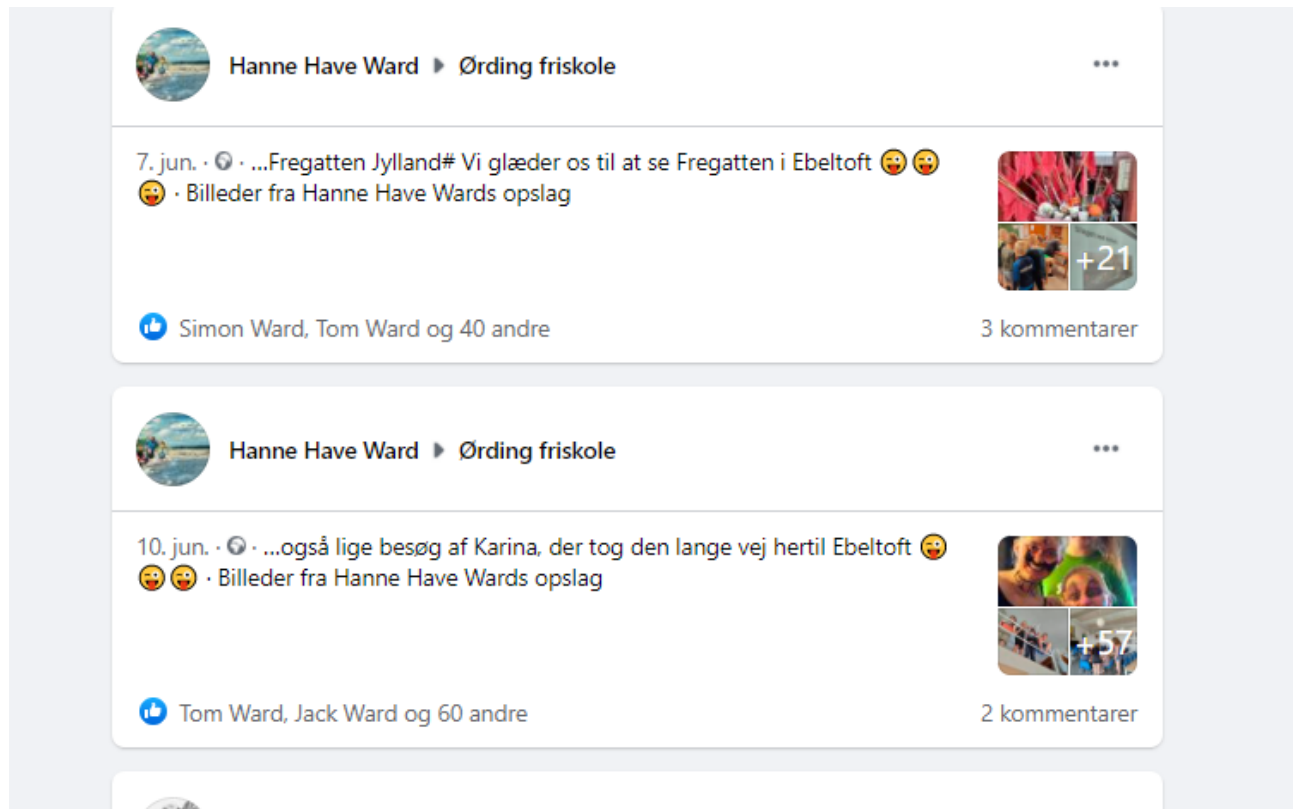 Hanne Have Ward ▸ Ørding friskole
7. jun. · ...Fregatten Jylland# Vi glæder os til at se Fregatten i Ebeltoft 😜😜
😜 · Billeder fra Hanne Have Wards opslag
+21
Simon Ward, Tom Ward og 40 andre
3 kommentarer
Hanne Have Ward ▸ Ørding friskole
10. jun. · ...også lige besøg af Karina, der tog den lange vej hertil Ebeltoft 😜
😜😜 · Billeder fra Hanne Have Wards opslag
+57
Tom Ward, Jack Ward og 60 andre
2 kommentarer